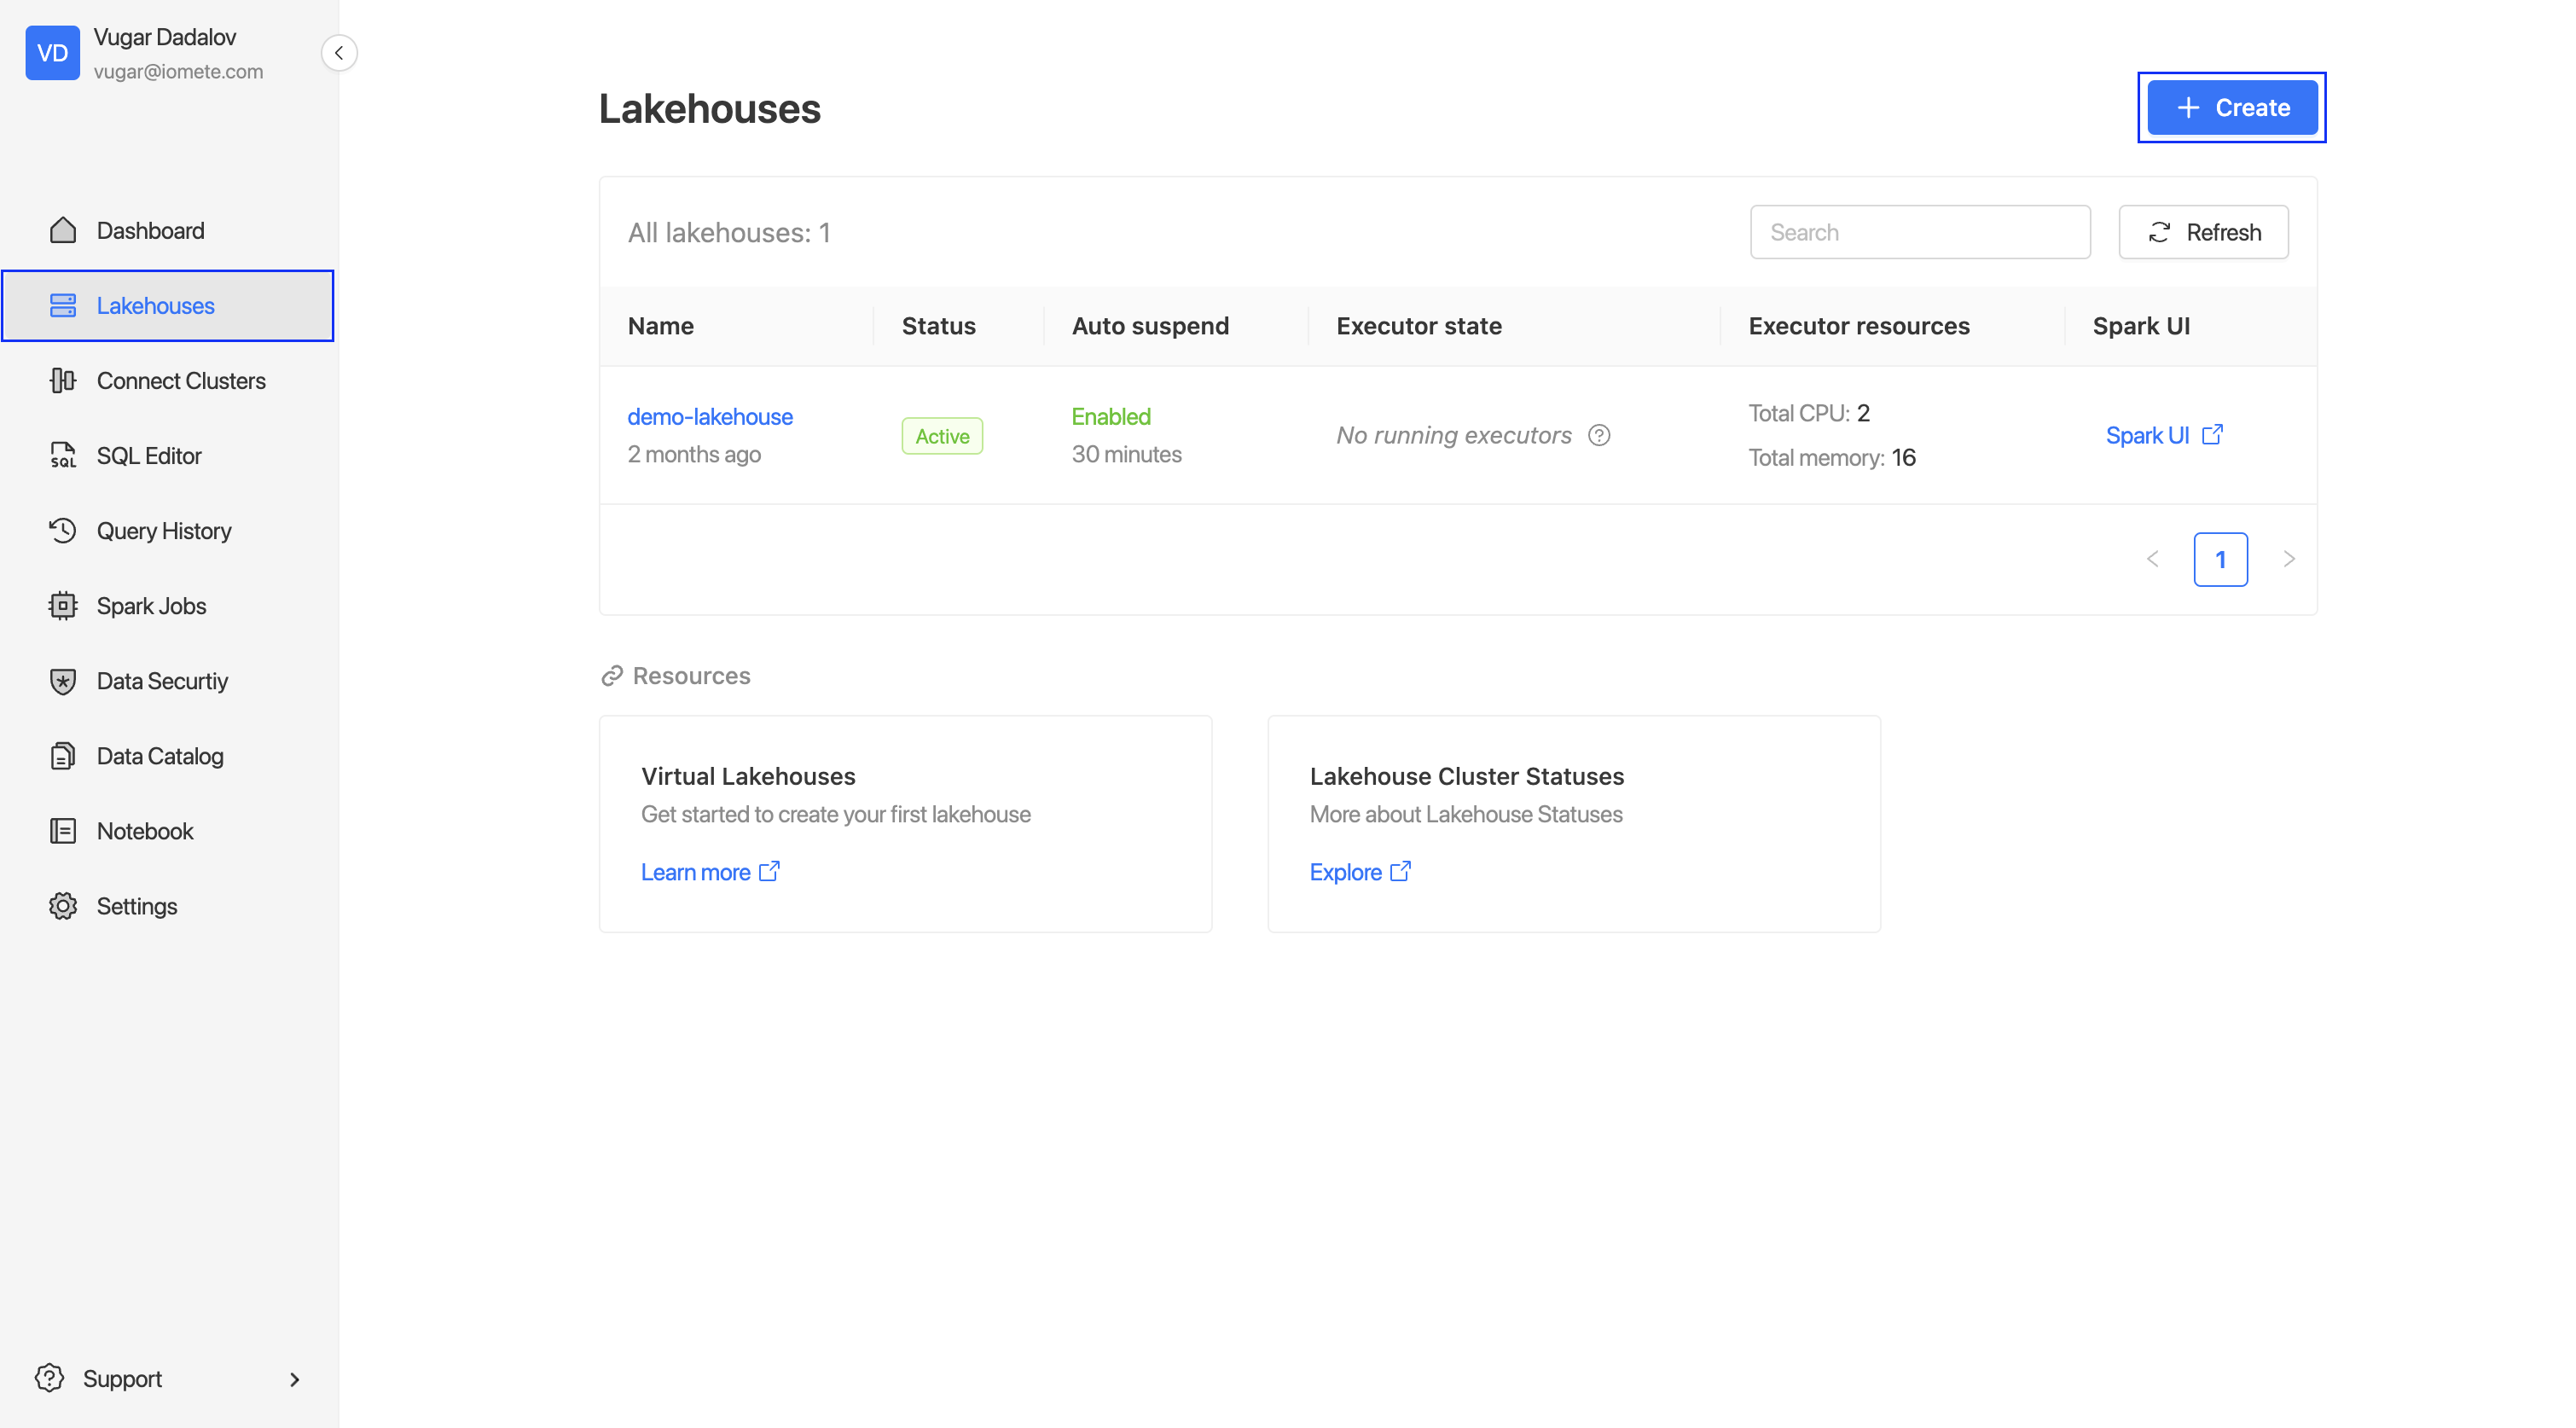 VD
Vugar Dadalov
vugar@iomete.com
Dashboard
Lakehouses
Connect Clusters
SQL
SQL Editor
Query History
Spark Jobs
Data Securtiy
Data Catalog
Notebook
Settings
Support
Lakehouses
Create
All lakehouses: 1
Search
Refresh
Name Status Auto suspend Executor state Executor resources Spark UI
demo-lakehouse
2 months ago
Active
Enabled
30 minutes
No running executors
Total CPU: 2
Total memory: 16
Spark UI
1
Resources
Virtual Lakehouses
Get started to create your first lakehouse
Learn more
Lakehouse Cluster Statuses
More about Lakehouse Statuses
Explore